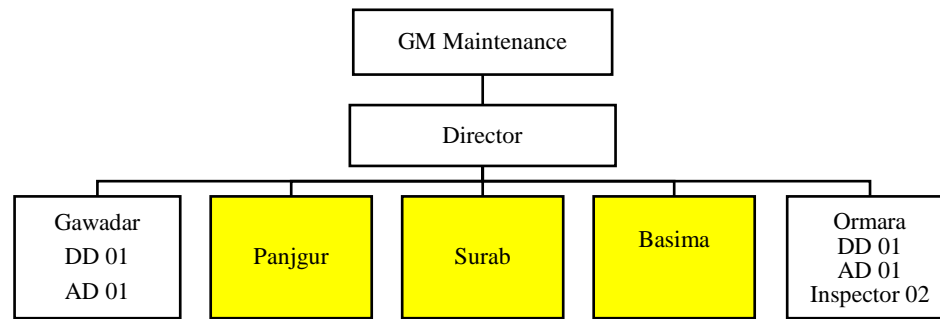 GM Maintenance
Director
Gawadar
DD 01
AD 01
Panjgur
Surab
Basima
Ormara
DD 01
AD 01
Inspector 02